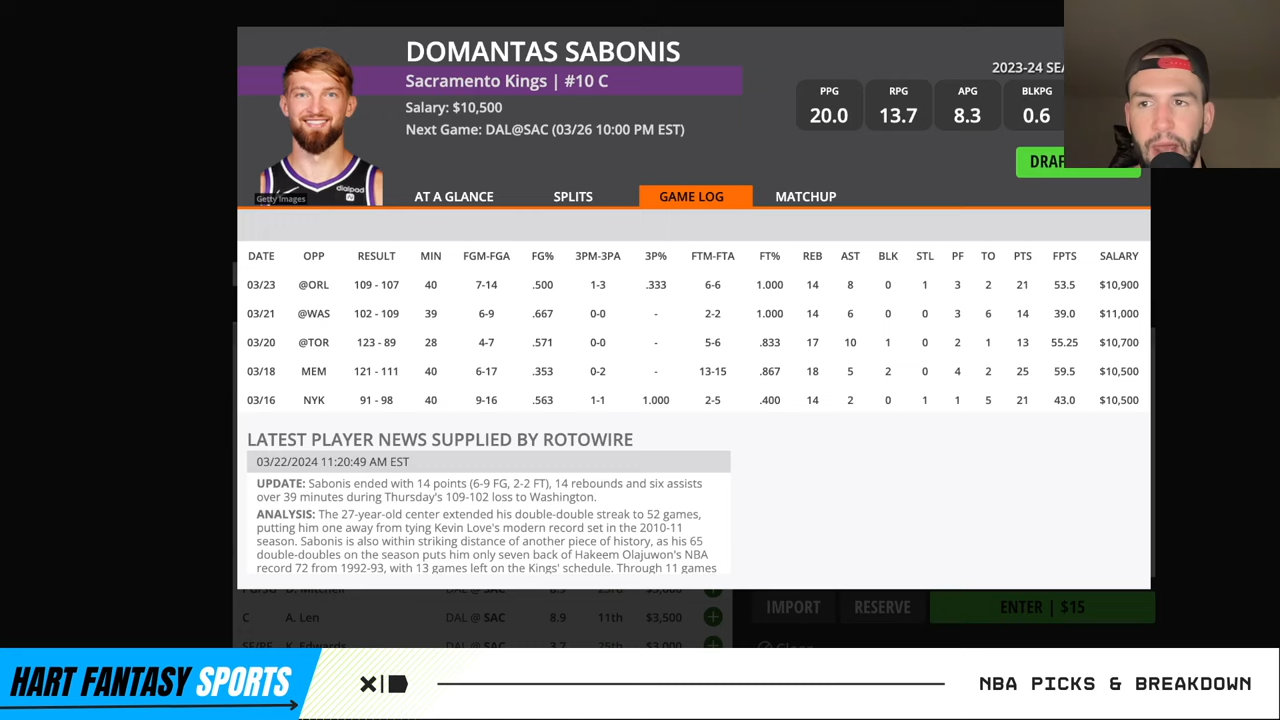 DOMANTAS SABONIS
Sacramento Kings | #10 C
Salary: $10,500
Next Game: DAL@SAC (03/26 10:00 PM EST)
2023-24 SEA
PPG RPG APG BLKPG
20.0 13.7 8.3 0.6
DRAF
Getty Images
dialpad
AT A GLANCE SPLITS GAME LOG MATCHUP
DATE OPP RESULT MIN FGM-FGA FG% 3PM-3PA 3P% FTM-FTA FT% REB AST BLK STL PF TO PTS FPTS SALARY
03/23 @ORL 109 - 107 40 7-14 .500 1-3 .333 6-6 1.000 14 8 0 1 3 2 21 53.5 $10,900
03/21 @WAS 102 - 109 39 6-9 .667 0-0 - 2-2 1.000 14 6 0 0 3 6 14 39.0 $11,000
03/20 @TOR 123 - 89 28 4-7 .571 0-0 - 5-6 .833 17 10 1 0 2 1 13 55.25 $10,700
03/18 MEM 121 - 111 40 6-17 .353 0-2 - 13-15 .867 18 5 2 0 4 2 25 59.5 $10,500
03/16 NYK 91 - 98 40 9-16 .563 1-1 1.000 2-5 .400 14 2 0 1 1 5 21 43.0 $10,500
LATEST PLAYER NEWS SUPPLIED BY ROTOWIRE
03/22/2024 11:20:49 AM EST
UPDATE: Sabonis ended with 14 points (6-9 FG, 2-2 FT), 14 rebounds and six assists
over 39 minutes during Thursday's 109-102 loss to Washington.
ANALYSIS: The 27-year-old center extended his double-double streak to 52 games,
putting him one away from tying Kevin Love's modern record set in the 2010-11
season. Sabonis is also within striking distance of another piece of history, as his 65
double-doubles on the season puts him only seven back of Hakeem Olajuwon's NBA
record 72 from 1992-93, with 13 games left on the Kings' schedule. Through 11 games
C A. Len DAL @ SAC 8.9 11th $3,500
SF/PF K. Edwards DAL @ SAC 3.7 25th $3,000
IMPORT RESERVE ENTER | $15
HART FANTASY SPORTS
NBA PICKS & BREAKDOWN